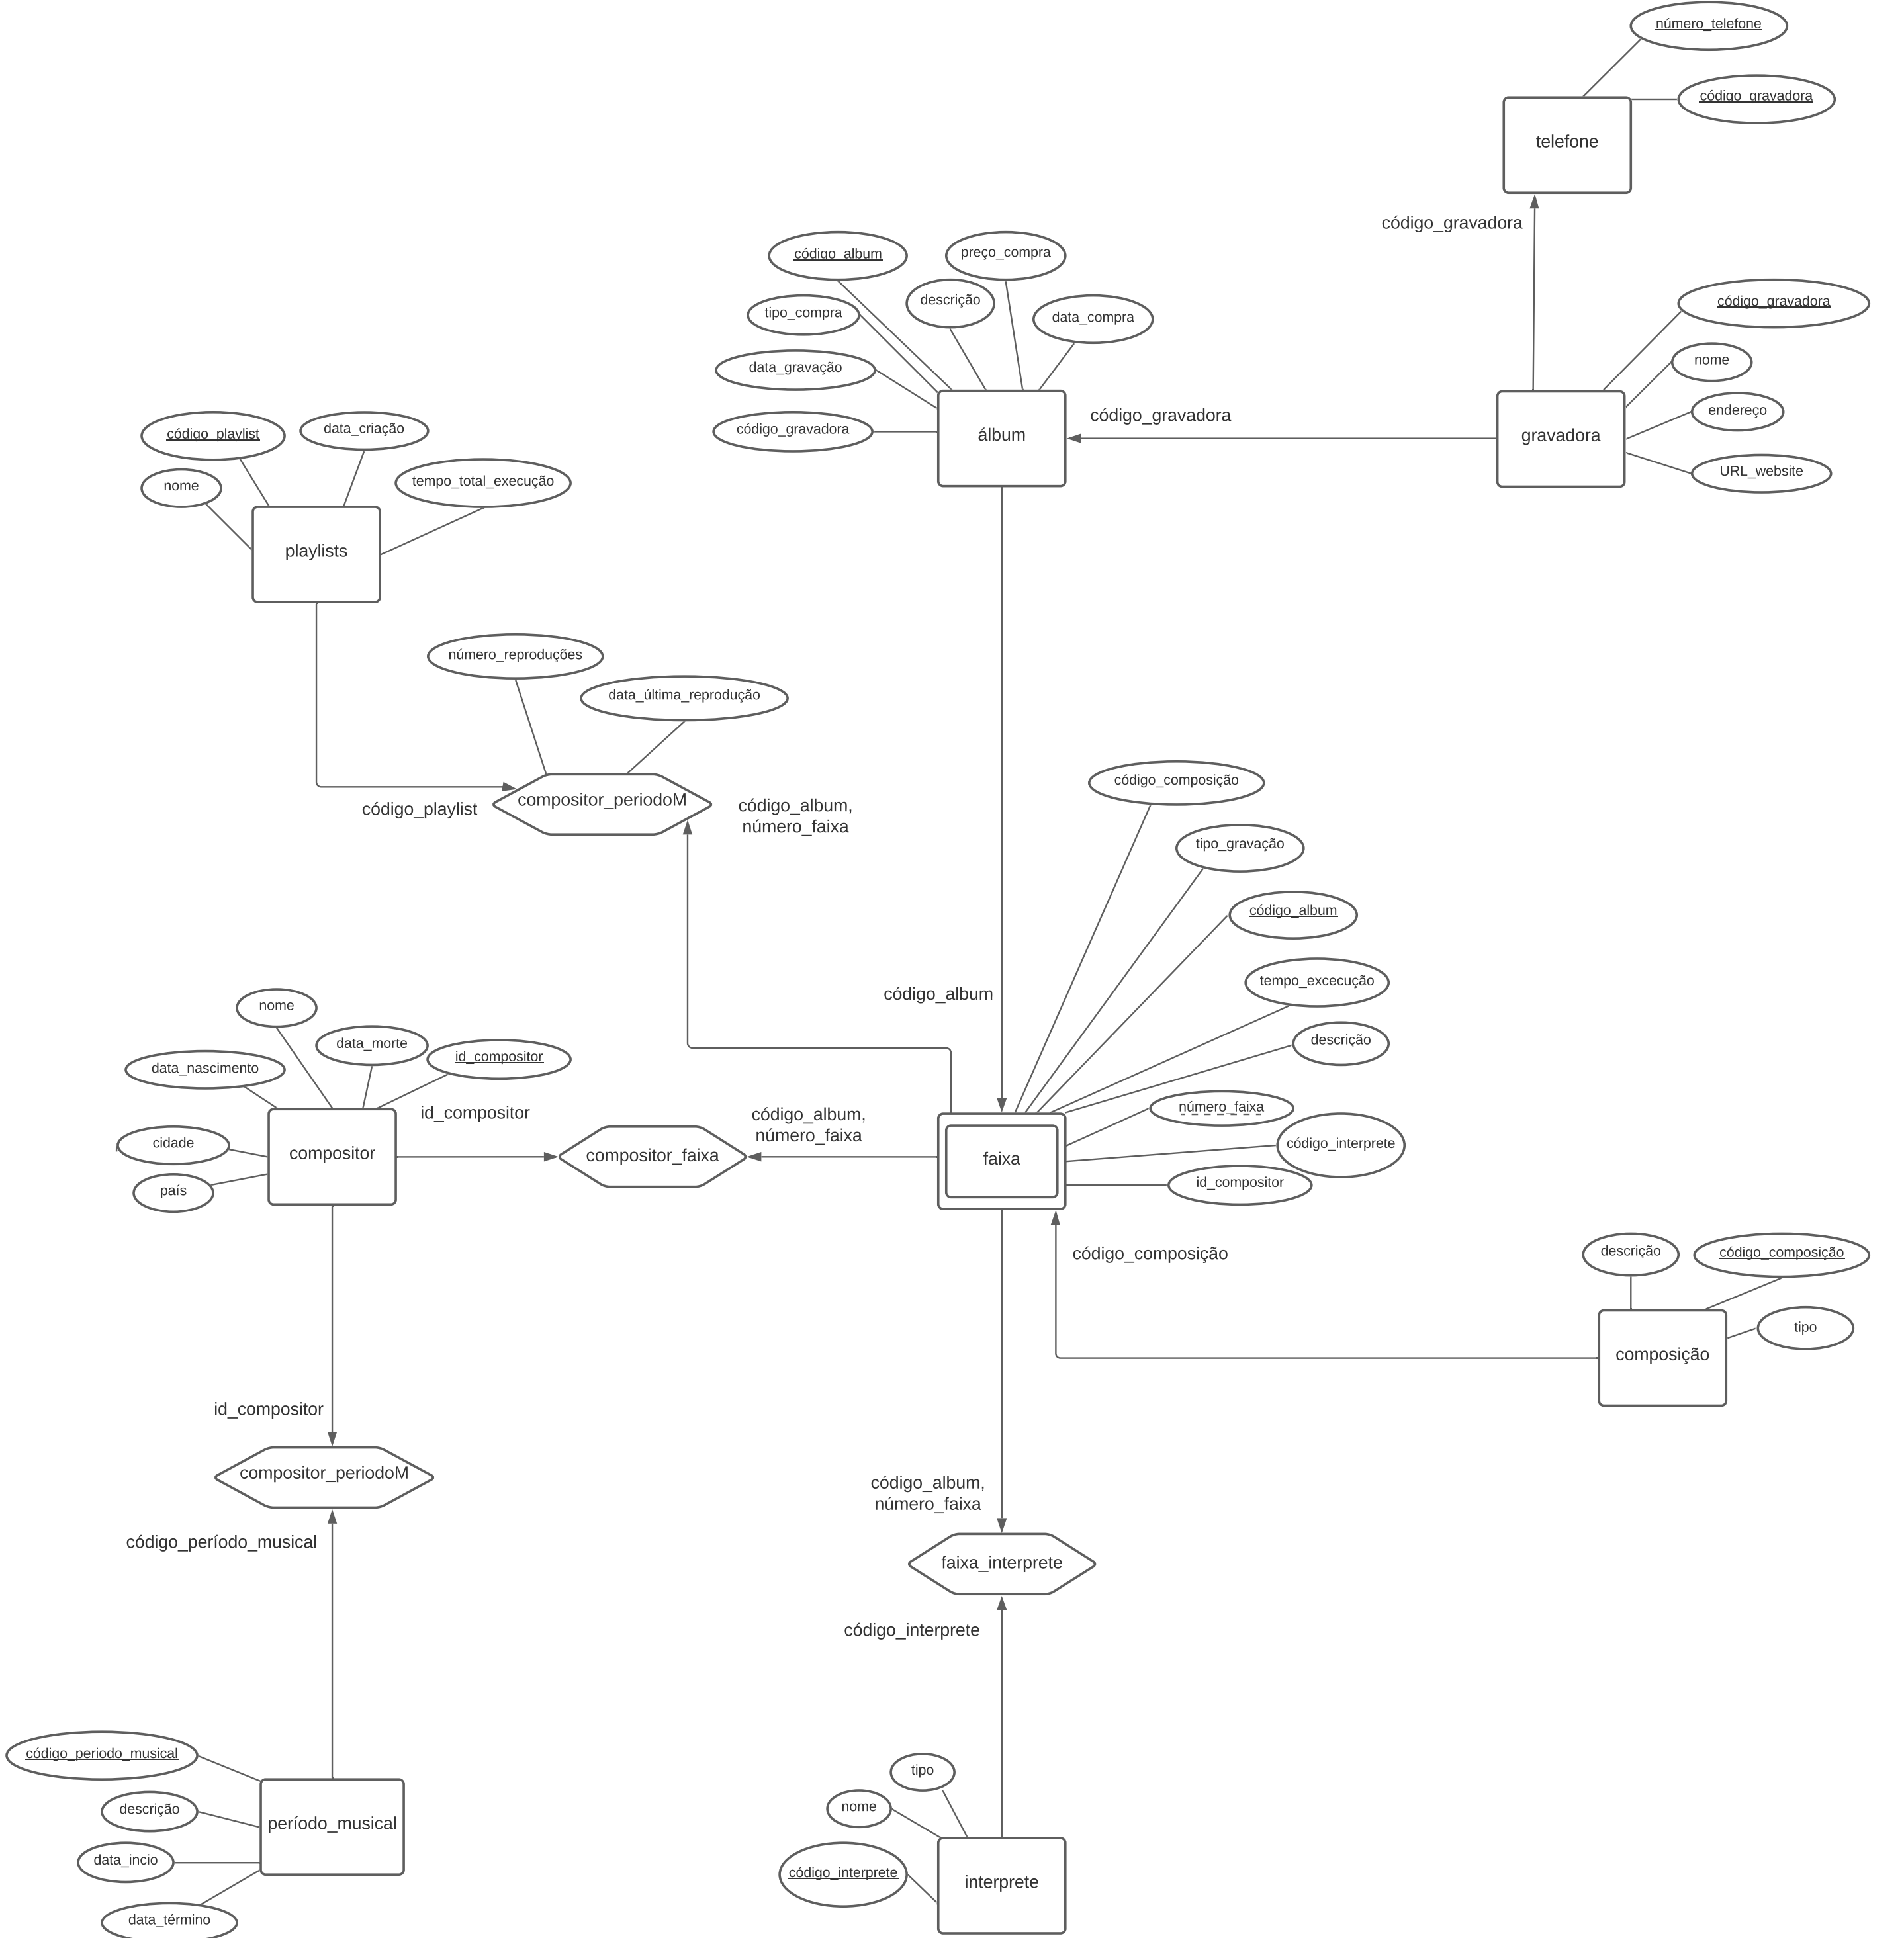 número_telefone
código_gravadora
telefone
código_gravadora
código_album
preço_compra
descrição
tipo_compra
data_compra
data_gravação
código_gravadora
álbum
código_gravadora
código_gravadora
nome
endereço
URL_website
gravadora
código_playlist
data_criação
nome
tempo_total_execução
playlists
número_reproduções
data_última_reprodução
compositor_periodoM
código_playlist
código_album,
número_faixa
código_composição
tipo_gravação
código_album
tempo_excecução
descrição
número_faixa
código_interprete
id_compositor
código_album
faixa
nome
data_morte
id_compositor
data_nascimento
cidade
país
compositor
id_compositor
compositor_faixa
código_album,
número_faixa
código_composição
descrição
código_composição
tipo
composição
id_compositor
compositor_periodoM
código_período_musical
código_album,
número_faixa
faixa_interprete
código_interprete
código_periodo_musical
descrição
data_incio
data_término
período_musical
tipo
nome
código_interprete
interprete